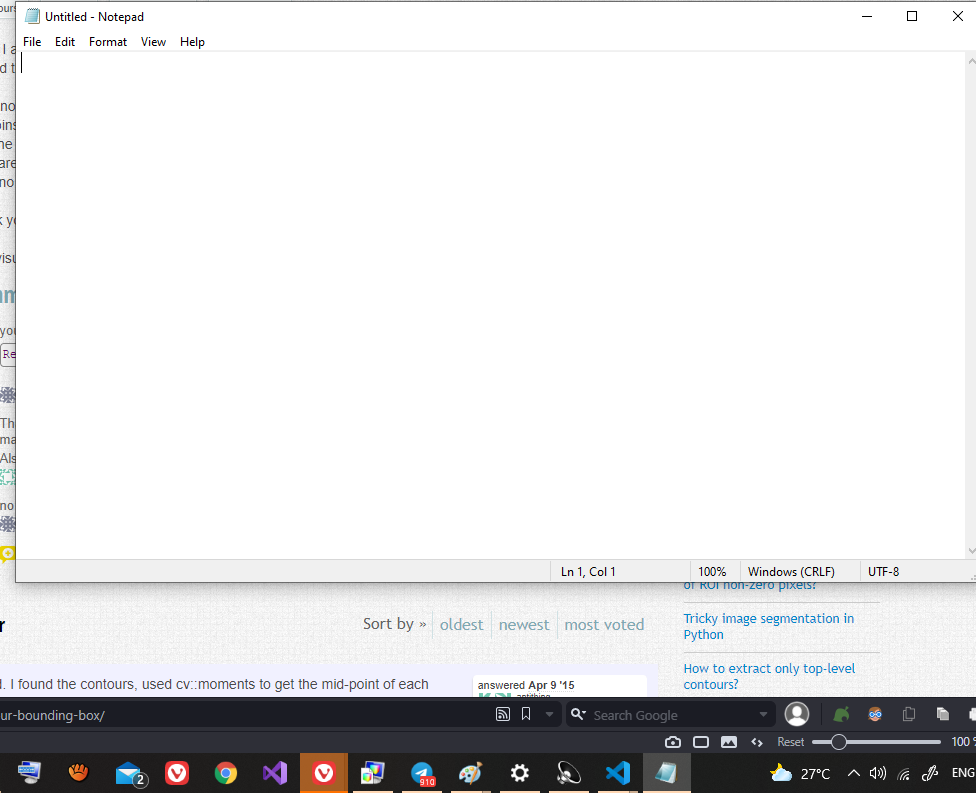 Untitled - Notepad
File Edit Format View Help
Ln 1, Col 1 100% Windows (CRLF) UTF-8
of ROI non-zero pixels?
Sort by » oldest newest most voted
Tricky image segmentation in
Python
How to extract only top-level
contours?
d. I found the contours, used cv::moments to get the mid-point of each
answered Apr 9 '15
antithing
ur-bounding-box/
Search Google
Reset 100 %
2
910
27°C
ENG